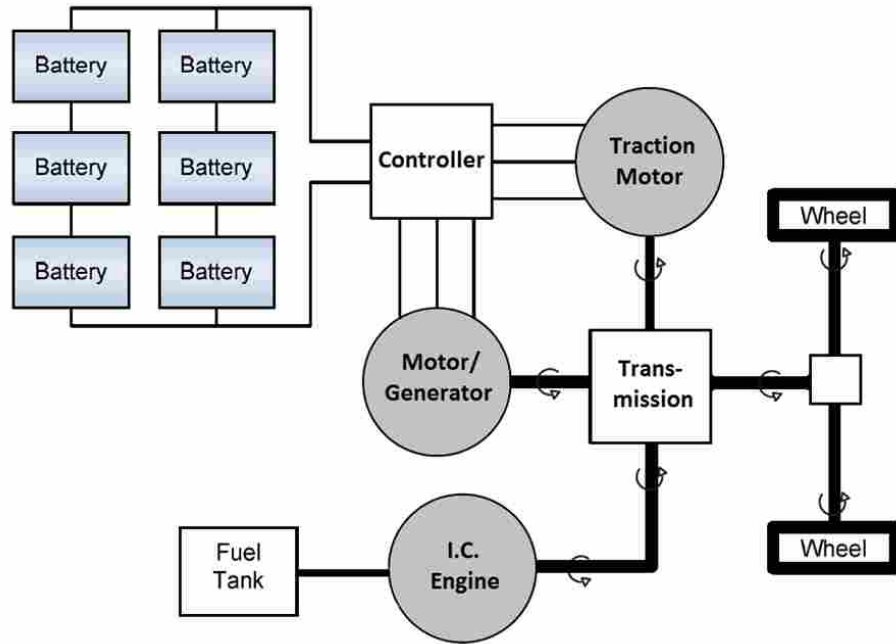 Battery
Battery
Battery
Battery
Battery
Battery
Controller
Traction
Motor
Wheel
Motor/
Generator
Trans-
mission
Fuel
Tank
I.C.
Engine
Wheel